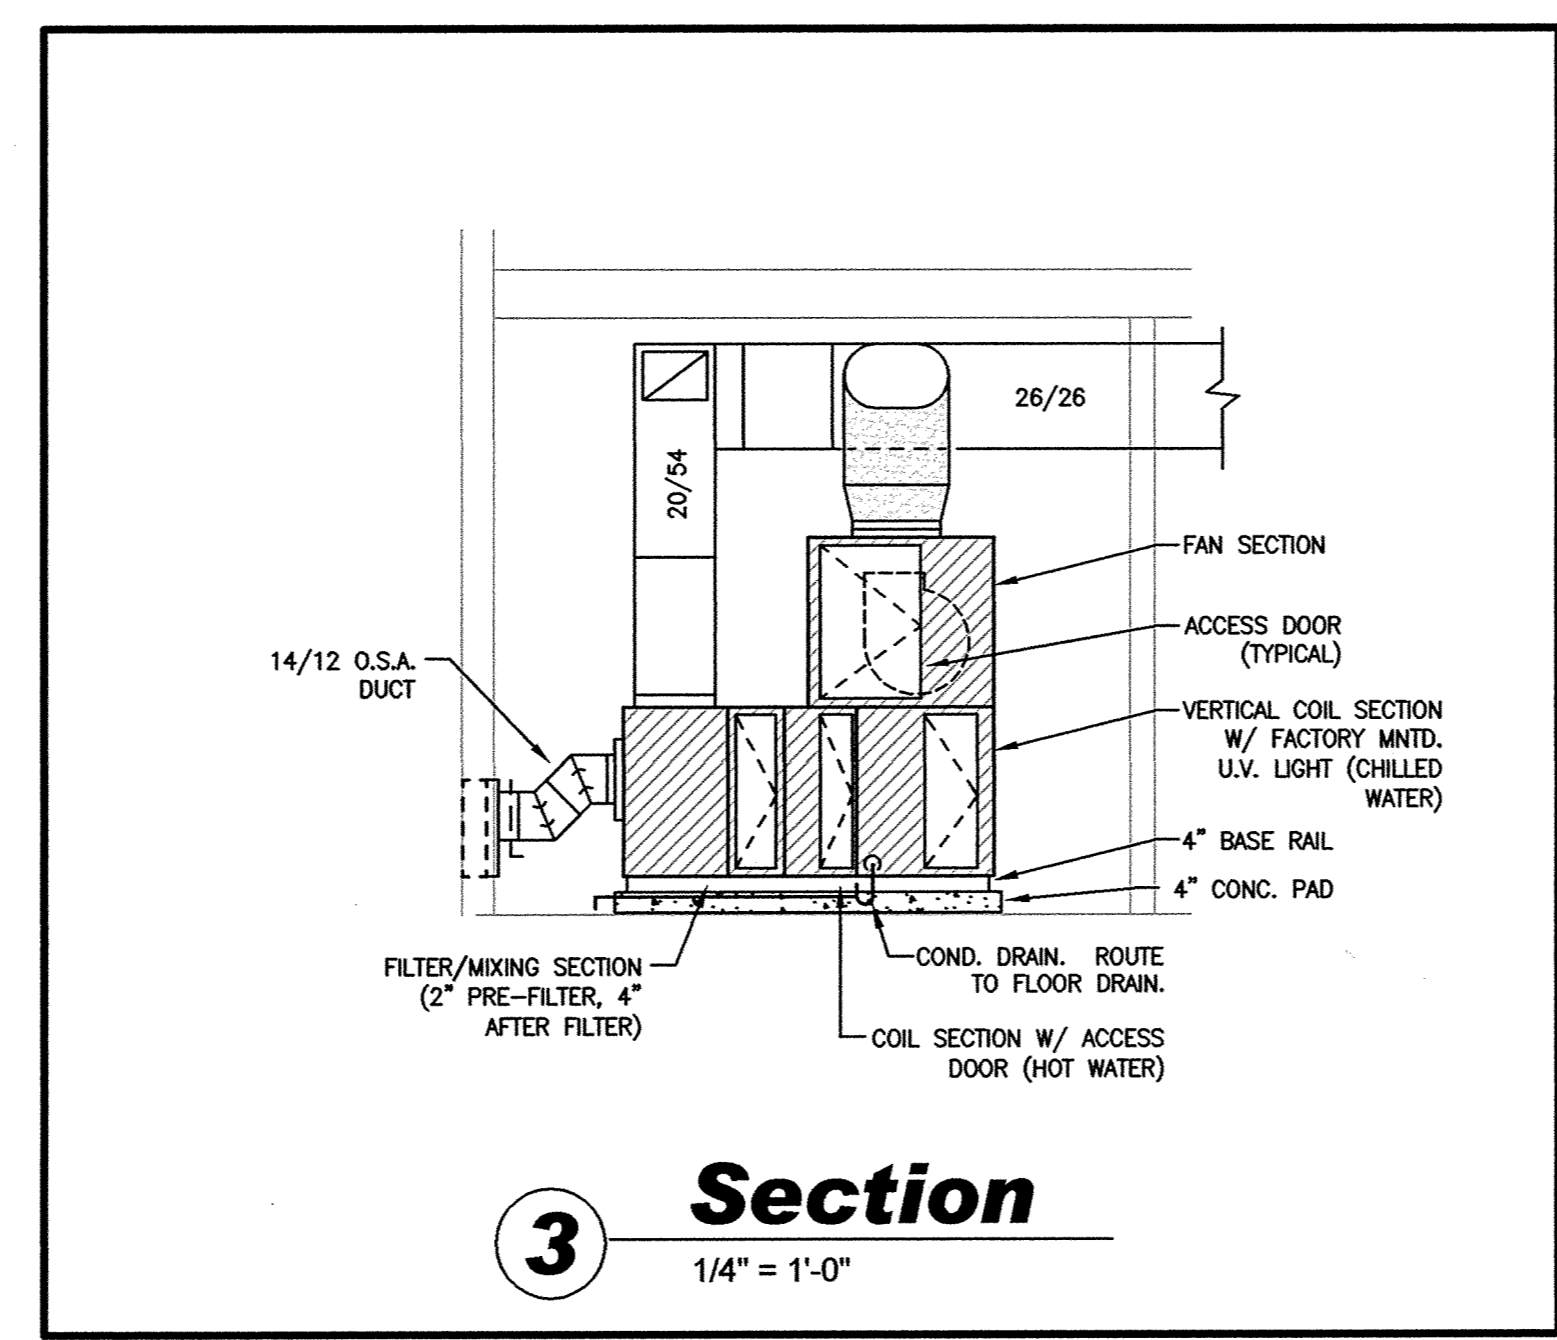 26/26
20/54
FAN SECTION
ACCESS DOOR
(TYPICAL)
14/12 O.S.A.
DUCT
VERTICAL COIL SECTION
W/ FACTORY MNTD.
U.V. LIGHT (CHILLED
WATER)
4" BASE RAIL
4" CONC. PAD
FILTER/MIXING SECTION
(2" PRE-FILTER, 4"
AFTER FILTER)
COND. DRAIN. ROUTE
TO FLOOR DRAIN.
COIL SECTION W/ ACCESS
DOOR (HOT WATER)
3
Section
1/4" = 1'-0"